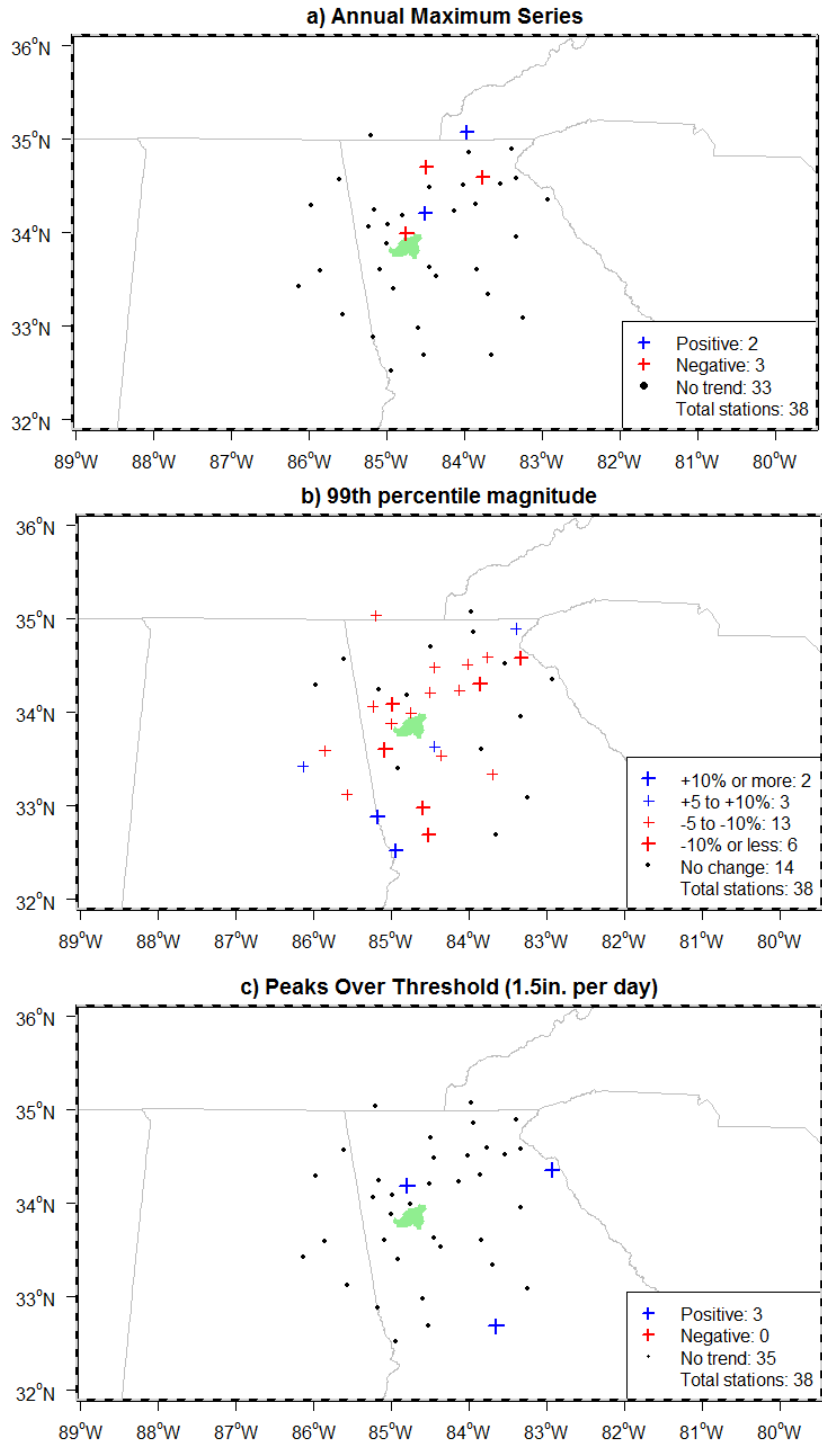 a) Annual Maximum Series
36°N
35°N
34°N
33°N
32°N
Positive: 2
Negative: 3
No trend: 33
Total stations: 38
89°W 88°W 87°W 86°W 85°W 84°W 83°W 82°W 81°W 80°W
b) 99th percentile magnitude
36°N
35°N
34°N
33°N
32°N
+10% or more: 2
+5 to +10%: 3
-5 to -10%: 13
-10% or less: 6
No change: 14
Total stations: 38
89°W 88°W 87°W 86°W 85°W 84°W 83°W 82°W 81°W 80°W
c) Peaks Over Threshold (1.5in. per day)
36°N
35°N
34°N
33°N
32°N
Positive: 3
Negative: 0
No trend: 35
Total stations: 38
89°W 88°W 87°W 86°W 85°W 84°W 83°W 82°W 81°W 80°W